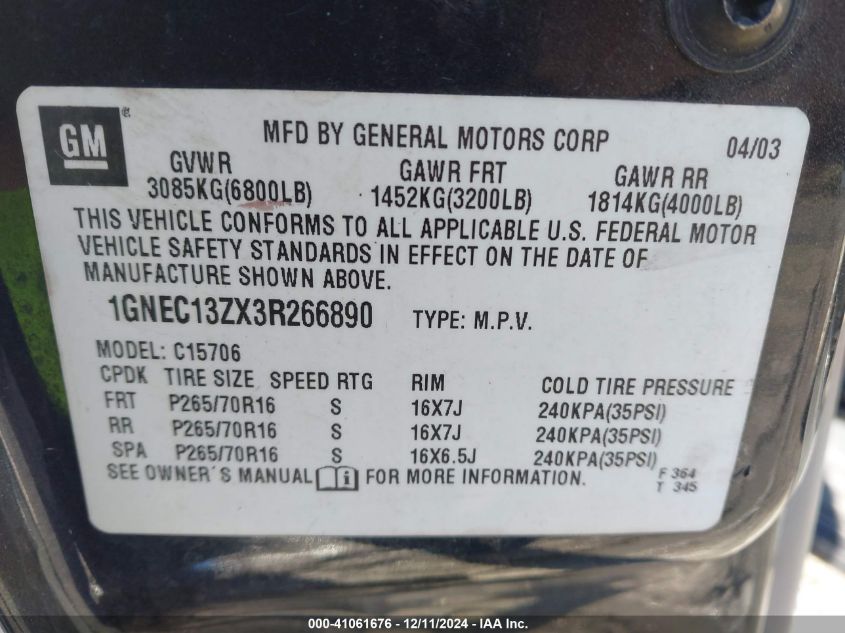 GM ®
MFD BY GENERAL MOTORS CORP 04/03
GVWR GAWR FRT GAWR RR
3085KG(6800LB) 1452KG(3200LB) 1814KG(4000LB)
THIS VEHICLE CONFORMS TO ALL APPLICABLE U.S. FEDERAL MOTOR
VEHICLE SAFETY STANDARDS IN EFFECT ON THE DATE OF
MANUFACTURE SHOWN ABOVE.
1GNEC13ZX3R266890 TYPE: M.P.V.
MODEL: C15706
CPDK TIRE SIZE SPEED RTG RIM COLD TIRE PRESSURE
FRT P265/70R16 S 16X7J 240KPA(35PSI)
RR P265/70R16 S 16X7J 240KPA(35PSI)
SPA P265/70R16 S 16X6.5J 240KPA(35PSI)
SEE OWNER´S MANUAL i FOR MORE INFORMATION.
F 364
T 345
000-41061676 - 12/11/2024 - IAA Inc.